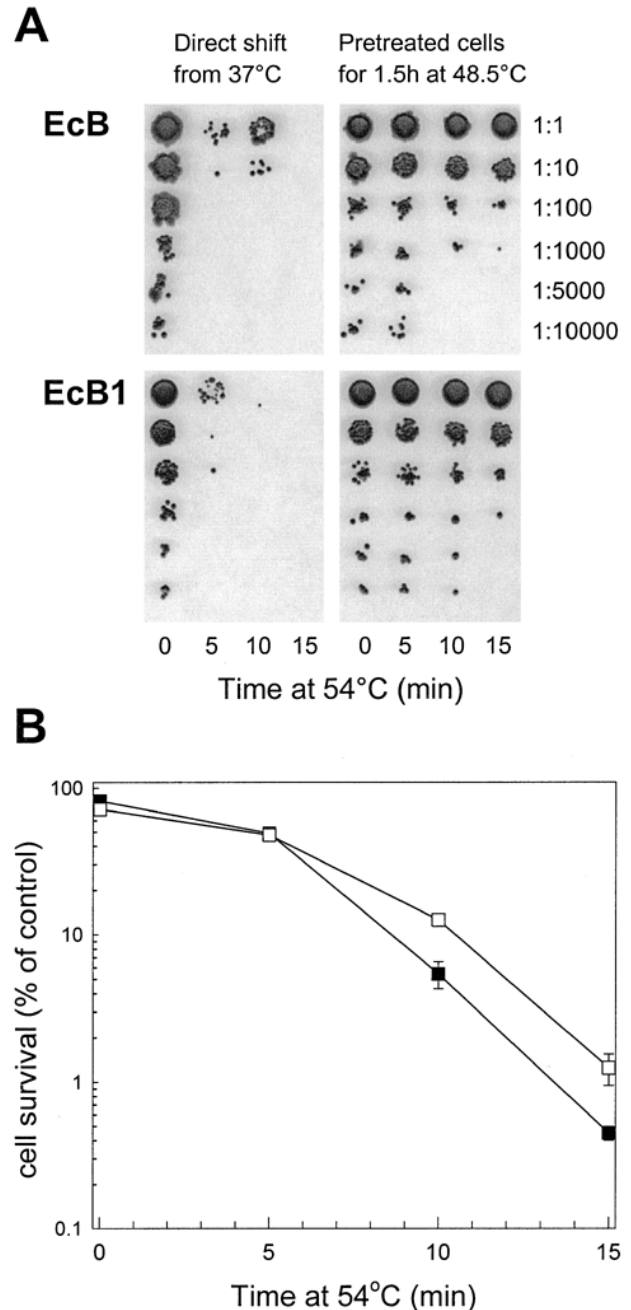 A
Direct shift
from 37°C
Pretreated cells
for 1.5h at 48.5°C
EcB
1:1
1:10
1:100
1:1000
1:5000
1:10000
EcB1
0 5 10 15 0 5 10 15
Time at 54°C (min)
B
cell survival (% of control)
100
10
1
0.1
0 5 10 15
Time at 54°C (min)